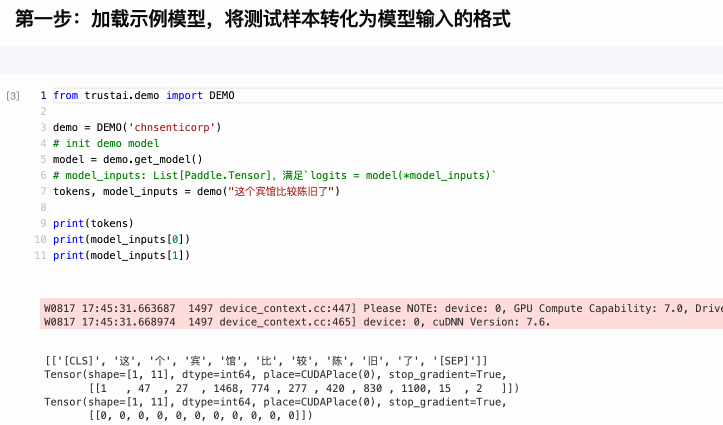 第一步：加载示例模型，将测试样本转化为模型输入的格式
[3]
1 from trustai.demo import DEMO
2
3 demo = DEMO('chnsenticorp')
4 # init demo model
5 model = demo.get_model()
6 # model_inputs: List[Paddle.Tensor], 满足`logits = model(*model_inputs)`
7 tokens, model_inputs = demo("这个宾馆比较陈旧了")
8
9 print(tokens)
10 print(model_inputs[0])
11 print(model_inputs[1])
W0817 17:45:31.663687  1497 device_context.cc:447] Please NOTE: device: 0, GPU Compute Capability: 7.0, Drive
W0817 17:45:31.668974  1497 device_context.cc:465] device: 0, cuDNN Version: 7.6.
[['[CLS]', '这', '个', '宾', '馆', '比', '较', '陈', '旧', '了', '[SEP]']]
Tensor(shape=[1, 11], dtype=int64, place=CUDAPlace(0), stop_gradient=True,
[[1   , 47  , 27  , 1468, 774 , 277 , 420 , 830 , 1100, 15  , 2   ]])
Tensor(shape=[1, 11], dtype=int64, place=CUDAPlace(0), stop_gradient=True,
[[0, 0, 0, 0, 0, 0, 0, 0, 0, 0, 0]])